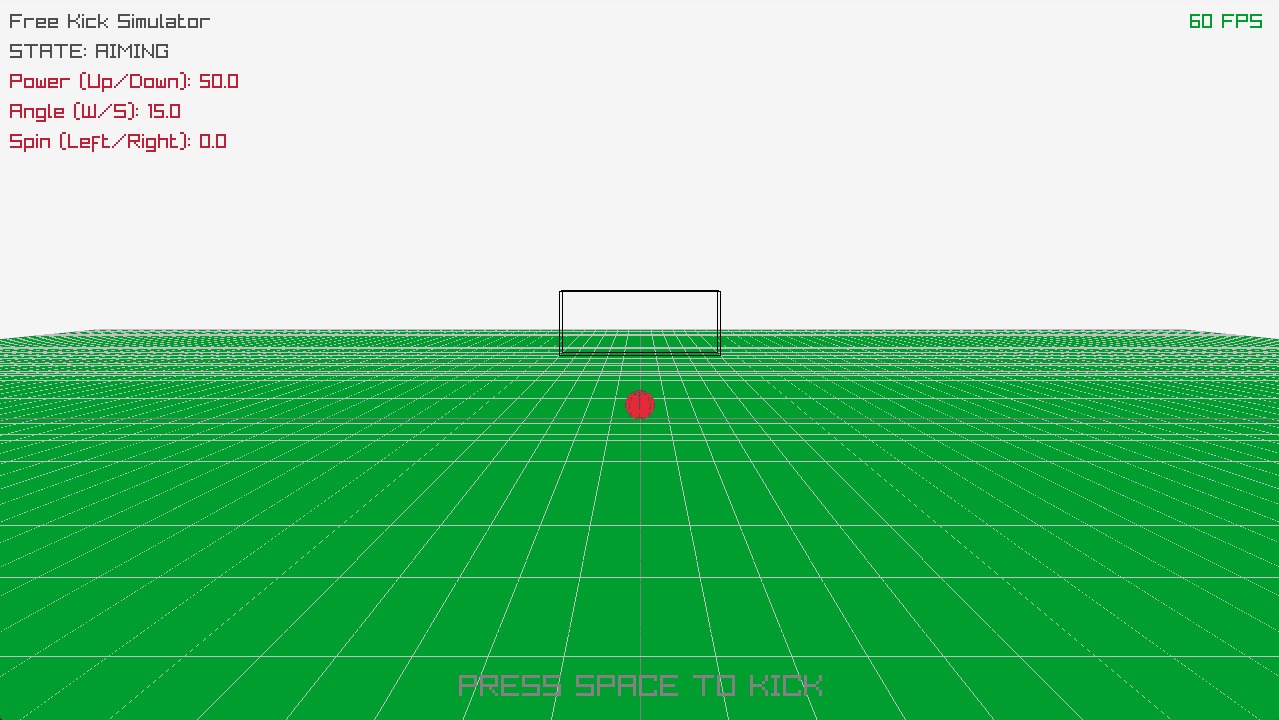 Free Kick Simulator
60 FPS
STATE: AIMING
Power (Up/Down): 50.0
Angle (W/S): 15.0
Spin (Left/Right): 0.0
PRESS SPACE TO KICK